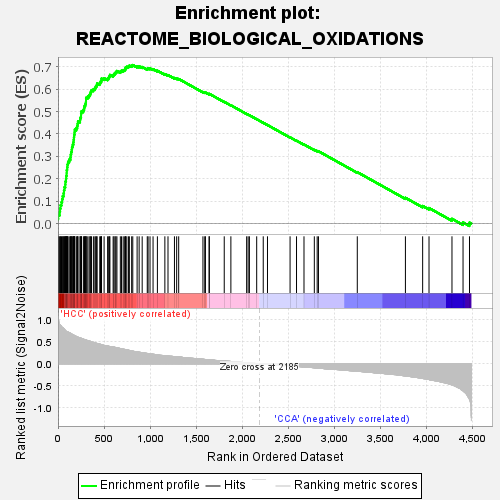 Enrichment plot:
REACTOME_BIOLOGICAL_OXIDATIONS
Enrichment score (ES)
0.7
0.6
0.5
0.4
0.3
0.2
0.1
0.0
Ranked list metric (Signal2Noise)
'HCC' (positively correlated)
1.0
0.5
0.0
-0.5
-1.0
Zero cross at 2185
'CCA' (negatively correlated)
0
500
1,000
1,500
2,000
2,500
3,000
3,500
4,000
4,500
Rank in Ordered Dataset
Enrichment profile
Hits
Ranking metric scores